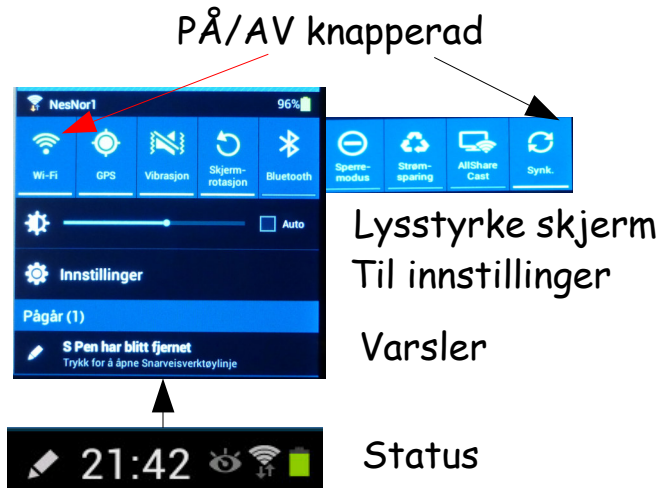 PÅ/AV knapperad
NesNor1 96%
Wi-Fi GPS Vibrasjon Skjerm-
rotasjon Bluetooth
Sperre-
modus
Strøm-
sparing
AllShare
Cast
Synk.
Auto
Lysstyrke skjerm
Innstillinger
Til innstillinger
Pågår (1)
S Pen har blitt fjernet
Trykk for å åpne Snarveisverktøylinje
Varsler
21:42
Status